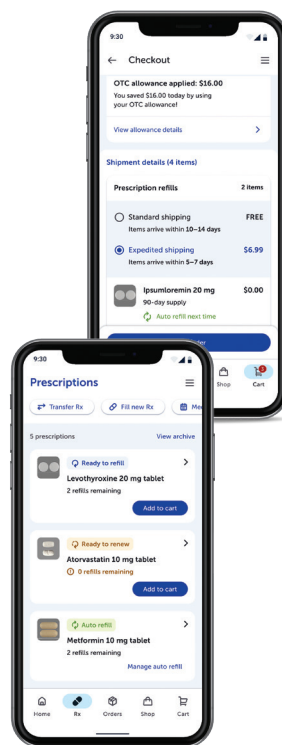 9:30
Checkout
OTC allowance applied: $16.00
You saved $16.00 today by using
your OTC allowance!
View allowance details
Shipment details (4 items)
Prescription refills 2 items
Standard shipping FREE
Items arrive within 10–14 days
Expedited shipping $6.99
Items arrive within 5–7 days
Ipsumloremin 20 mg $0.00
90-day supply
Auto refill next time
Shop Cart
9:30
Prescriptions
Transfer Rx Fill new Rx
5 prescriptions View archive
Ready to refill
Levothyroxine 20 mg tablet
2 refills remaining
Add to cart
Ready to renew
Atorvastatin 10 mg tablet
0 refills remaining
Add to cart
Auto refill
Metformin 10 mg tablet
2 refills remaining
Manage auto refill
Home Rx Orders Shop Cart